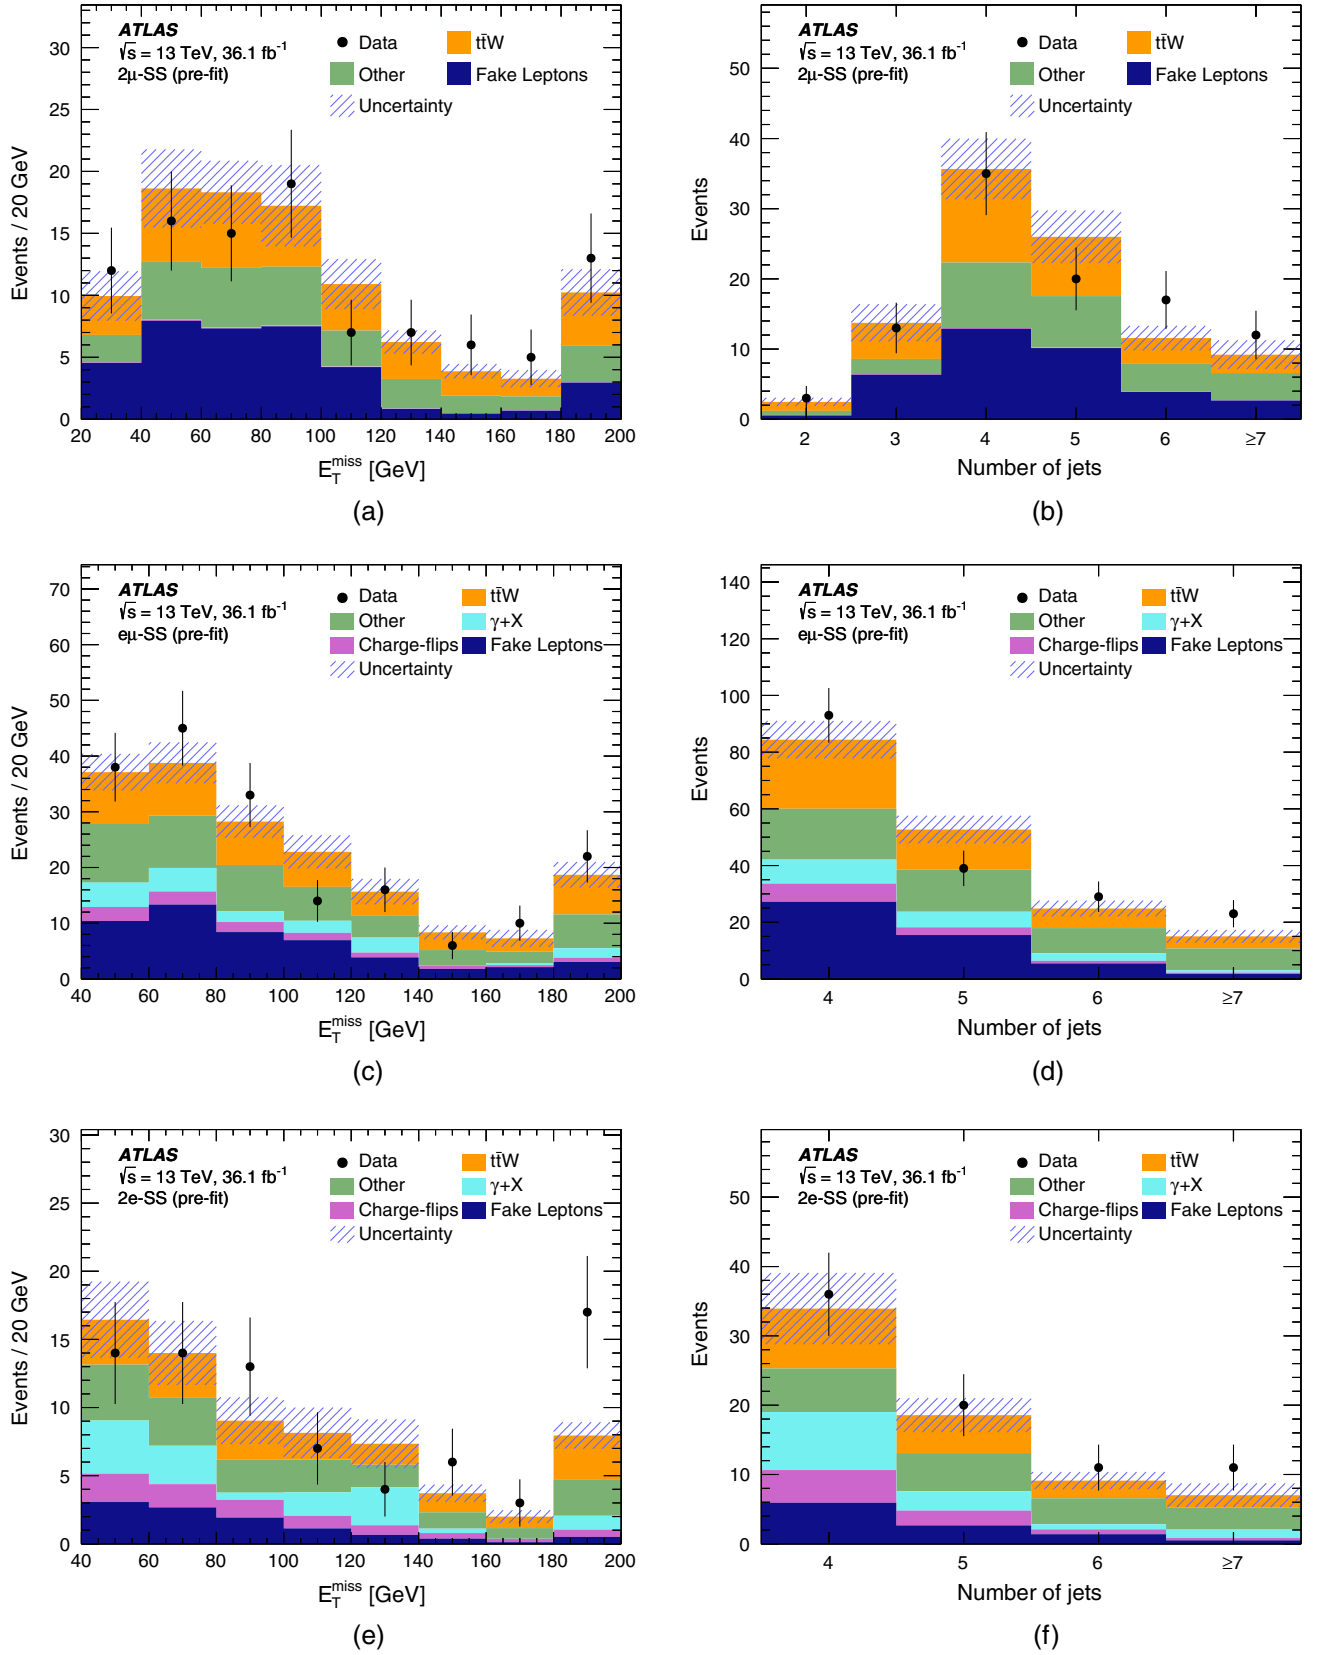 ATLAS
√s = 13 TeV, 36.1 fb⁻¹
2μ-SS (pre-fit)
Data
tt̄W
Other
Fake Leptons
Uncertainty
Events / 20 GeV
0 5 10 15 20 25 30
20 40 60 80 100 120 140 160 180 200
E_T^miss [GeV]
(a)
ATLAS
√s = 13 TeV, 36.1 fb⁻¹
2μ-SS (pre-fit)
Data
tt̄W
Other
Fake Leptons
Uncertainty
Events
0 10 20 30 40 50
2 3 4 5 6 ≥7
Number of jets
(b)
ATLAS
√s = 13 TeV, 36.1 fb⁻¹
eμ-SS (pre-fit)
Data
tt̄W
Other
γ+X
Charge-flips
Fake Leptons
Uncertainty
Events / 20 GeV
0 10 20 30 40 50 60 70
40 60 80 100 120 140 160 180 200
E_T^miss [GeV]
(c)
ATLAS
√s = 13 TeV, 36.1 fb⁻¹
eμ-SS (pre-fit)
Data
tt̄W
Other
γ+X
Charge-flips
Fake Leptons
Uncertainty
Events
0 20 40 60 80 100 120 140
4 5 6 ≥7
Number of jets
(d)
ATLAS
√s = 13 TeV, 36.1 fb⁻¹
2e-SS (pre-fit)
Data
tt̄W
Other
γ+X
Charge-flips
Fake Leptons
Uncertainty
Events / 20 GeV
0 5 10 15 20 25 30
40 60 80 100 120 140 160 180 200
E_T^miss [GeV]
(e)
ATLAS
√s = 13 TeV, 36.1 fb⁻¹
2e-SS (pre-fit)
Data
tt̄W
Other
γ+X
Charge-flips
Fake Leptons
Uncertainty
Events
0 10 20 30 40 50
4 5 6 ≥7
Number of jets
(f)